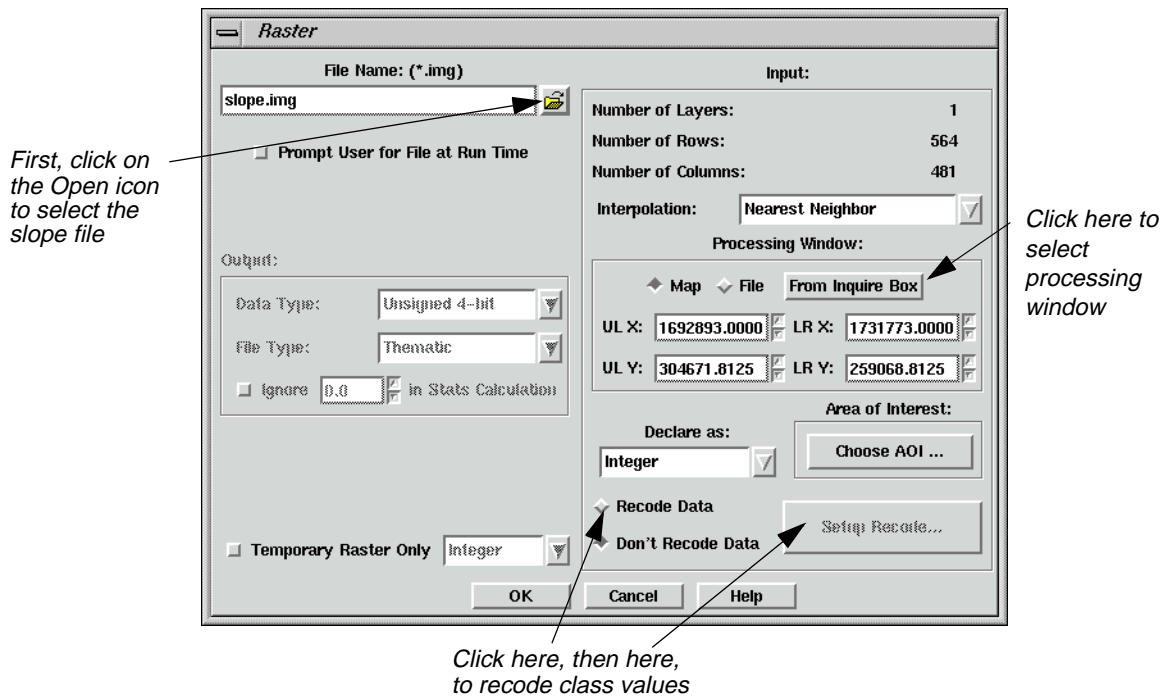 Raster
File Name: (*.img)
slope.img
Prompt User for File at Run Time
First, click on
the Open icon
to select the
slope file
Output:
Data Type: Unsigned 4-bit
File Type: Thematic
Ignore 0.0 in Stats Calculation
Temporary Raster Only Integer
Input:
Number of Layers: 1
Number of Rows: 564
Number of Columns: 481
Interpolation: Nearest Neighbor
Processing Window:
Map File From Inquire Box
UL X: 1692893.0000 LR X: 1731773.0000
UL Y: 304671.8125 LR Y: 259068.8125
Click here to
select
processing
window
Declare as:
Integer
Area of Interest:
Choose AOI ...
Recode Data
Don't Recode Data
Setup Recode...
OK Cancel Help
Click here, then here,
to recode class values